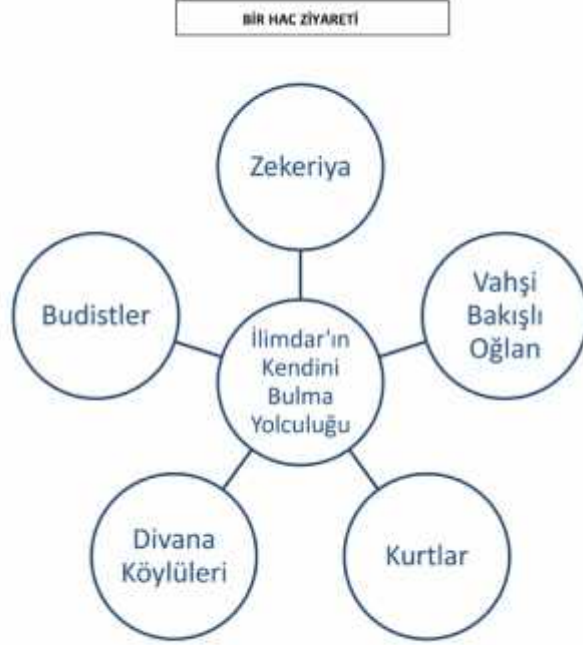 BİR HAC ZİYARETİ
Zekeriya
Budistler
Vahşi
Bakışlı
Oğlan
İlimdar'ın
Kendini
Bulma
Yolculuğu
Divana
Köylüleri
Kurtlar